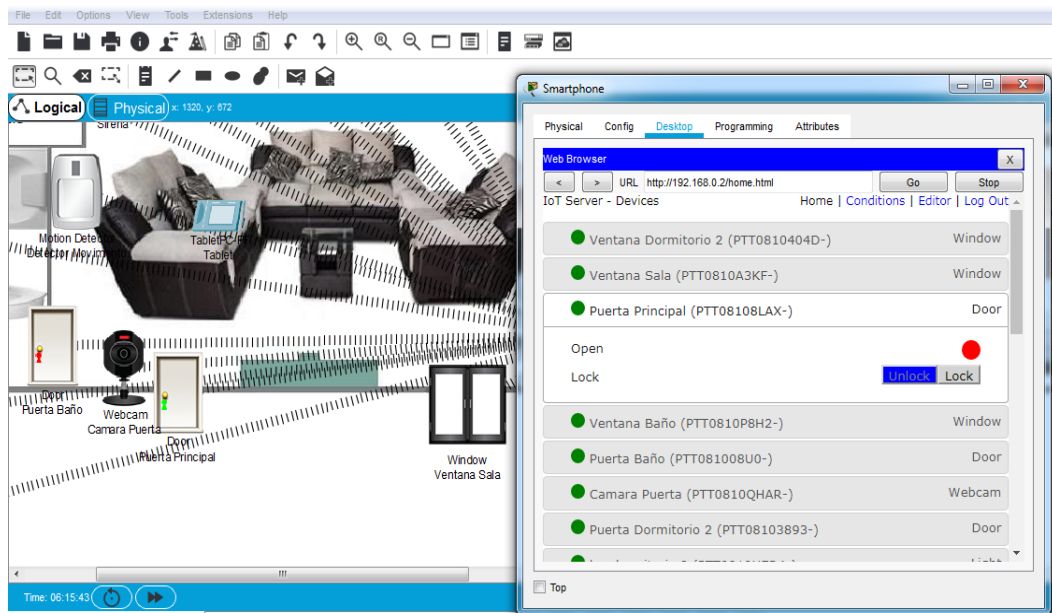 File Edit Options View Tools Extensions Help
Logical Physical x: 1320, y: 672
Sirena
Motion Detector
Detector Movimiento
TabletPC-PT
Tablet
Door
Puerta Baño
Webcam
Camara Puerta
Door
Puerta Principal
Window
Ventana Sala
Time: 06:15:43
Smartphone
Physical Config Desktop Programming Attributes
Web Browser X
< > URL http://192.168.0.2/home.html Go Stop
IoT Server - Devices Home | Conditions | Editor | Log Out
Ventana Dormitorio 2 (PTT0810404D-) Window
Ventana Sala (PTT0810A3KF-) Window
Puerta Principal (PTT08108LAX-) Door
Open
Lock Unlock Lock
Ventana Baño (PTT0810P8H2-) Window
Puerta Baño (PTT081008U0-) Door
Camara Puerta (PTT0810QHAR-) Webcam
Puerta Dormitorio 2 (PTT08103893-) Door
Light
Top